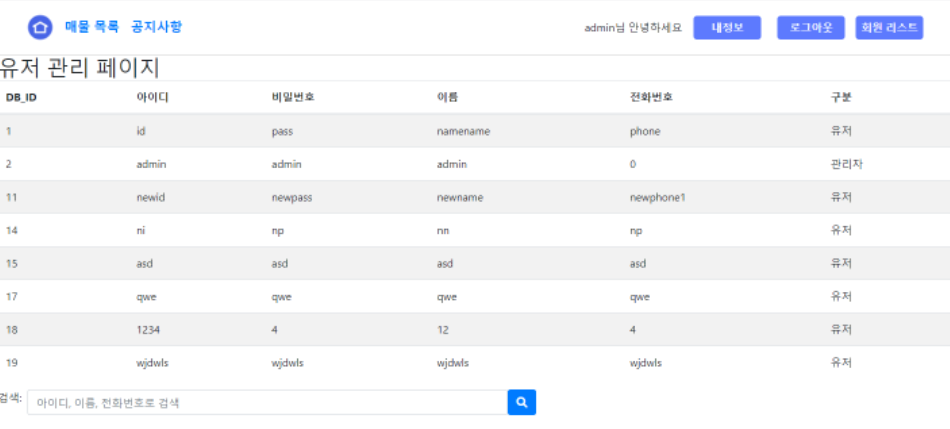 매물 목록 공지사항 admin님 안녕하세요 내정보 로그아웃 회원 리스트
유저 관리 페이지
DB_ID 아이디 비밀번호 이름 전화번호 구분
1 id pass namename phone 유저
2 admin admin admin 0 관리자
11 newid newpass newname newphone1 유저
14 ni np nn np 유저
15 asd asd asd asd 유저
17 qwe qwe qwe qwe 유저
18 1234 4 12 4 유저
19 wjdwls wjdwls wjdwls wjdwls 유저
검색: 아이디, 이름, 전화번호로 검색